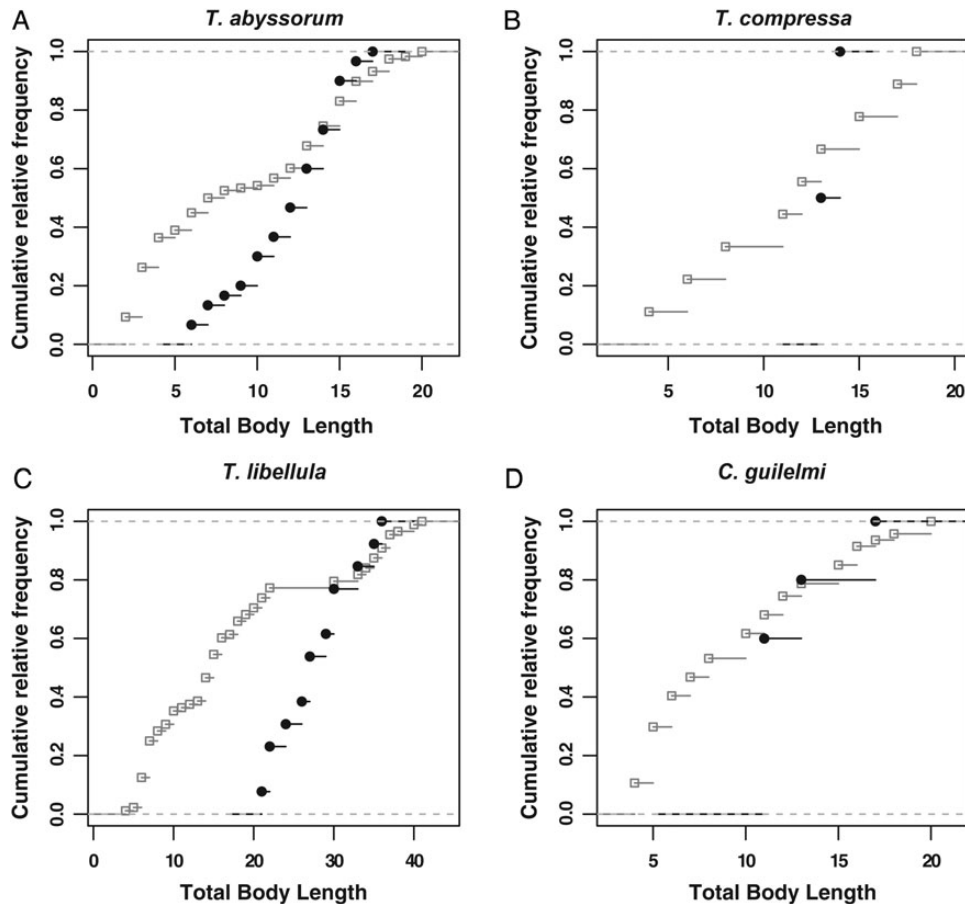 A
T. abyssorum
Cumulative relative frequency
0.0 0.2 0.4 0.6 0.8 1.0
0 5 10 15 20
Total Body Length
B
T. compressa
Cumulative relative frequency
0.0 0.2 0.4 0.6 0.8 1.0
5 10 15 20
Total Body Length
C
T. libellula
Cumulative relative frequency
0.0 0.2 0.4 0.6 0.8 1.0
0 10 20 30 40
Total Body Length
D
C. guilelmi
Cumulative relative frequency
0.0 0.2 0.4 0.6 0.8 1.0
5 10 15 20
Total Body Length